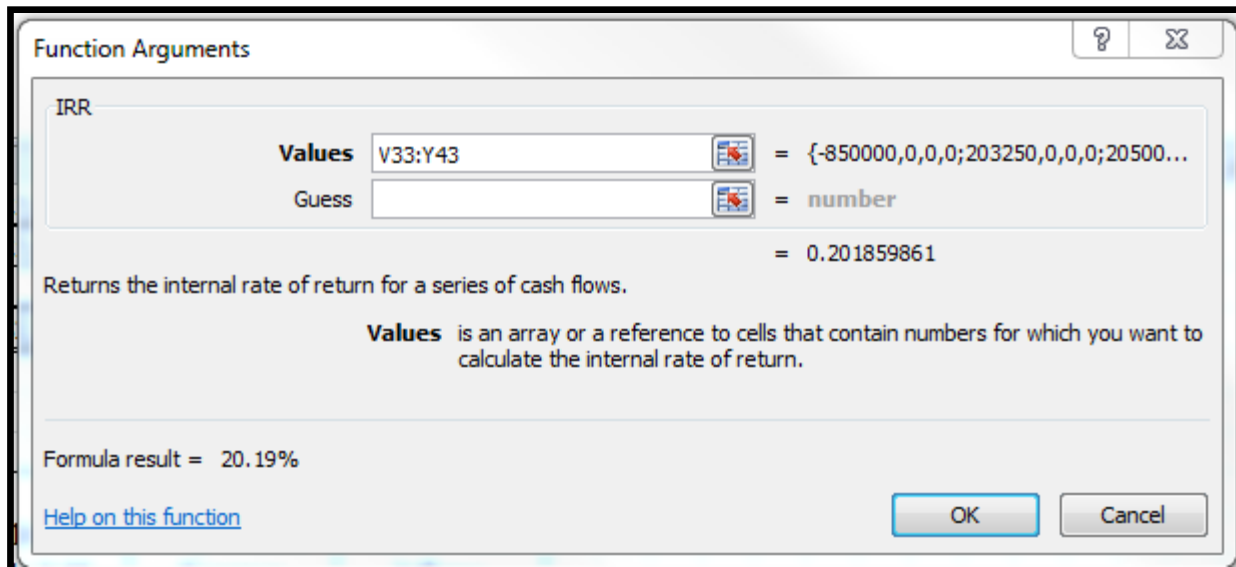 Function Arguments
IRR
Values V33:Y43 = {-850000,0,0,0;203250,0,0,0;20500...
Guess = number
= 0.201859861
Returns the internal rate of return for a series of cash flows.
Values is an array or a reference to cells that contain numbers for which you want to
calculate the internal rate of return.
Formula result = 20.19%
Help on this function OK Cancel